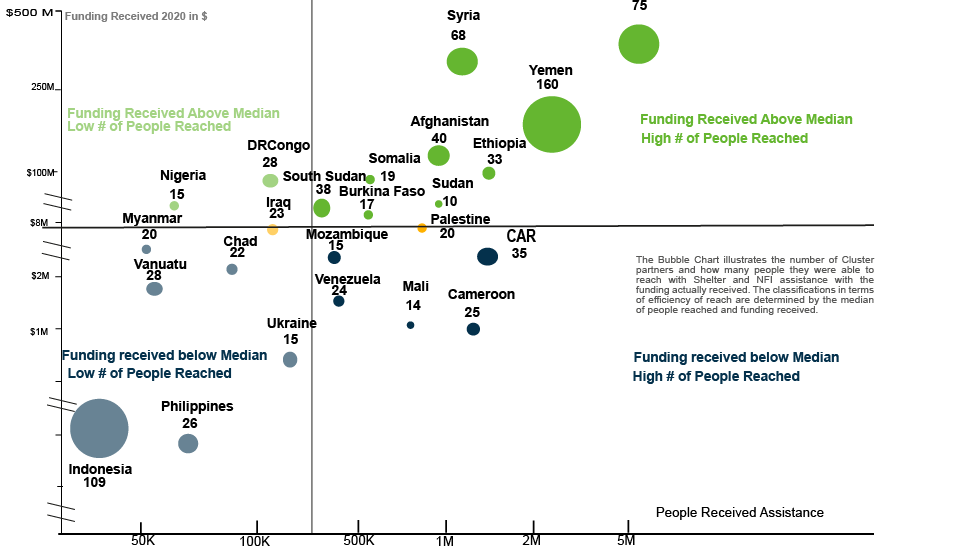 75
$500 M
Funding Received 2020 in $
Syria
68
Yemen
160
250M
Funding Received Above Median
Low # of People Reached
Funding Received Above Median
High # of People Reached
Afghanistan
40
Ethiopia
33
DRCongo
28
Somalia
19
$100M
Nigeria
15
South Sudan
38
Burkina Faso
17
Sudan
10
Iraq
23
$8M
Myanmar
20
Palestine
20
Mozambique
15
CAR
35
Chad
22
Vanuatu
28
The Bubble Chart illustrates the number of Cluster
partners and how many people they were able to
reach with Shelter and NFI assistance with the
funding actually received. The classifications in terms
of efficiency of reach are determined by the median
of people reached and funding received.
$2M
Venezuela
24
Mali
14
Cameroon
25
$1M
Ukraine
15
Funding received below Median
Low # of People Reached
Funding received below Median
High # of People Reached
Philippines
26
Indonesia
109
People Received Assistance
50K
100K
500K
1M
2M
5M